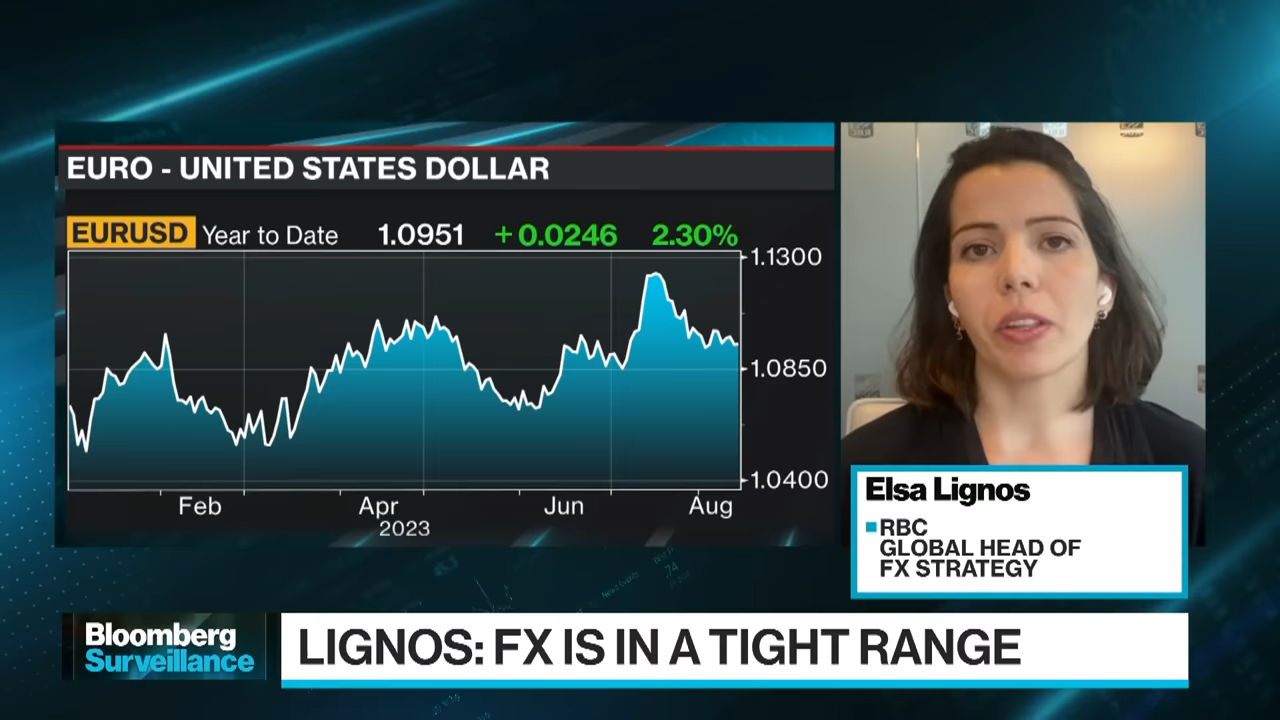 EURO - UNITED STATES DOLLAR
EURUSD Year to Date 1.0951 +0.0246 2.30%
1.1300
1.0850
1.0400
Feb Apr Jun Aug
2023
Elsa Lignos
RBC
GLOBAL HEAD OF
FX STRATEGY
Bloomberg
Surveillance
LIGNOS: FX IS IN A TIGHT RANGE